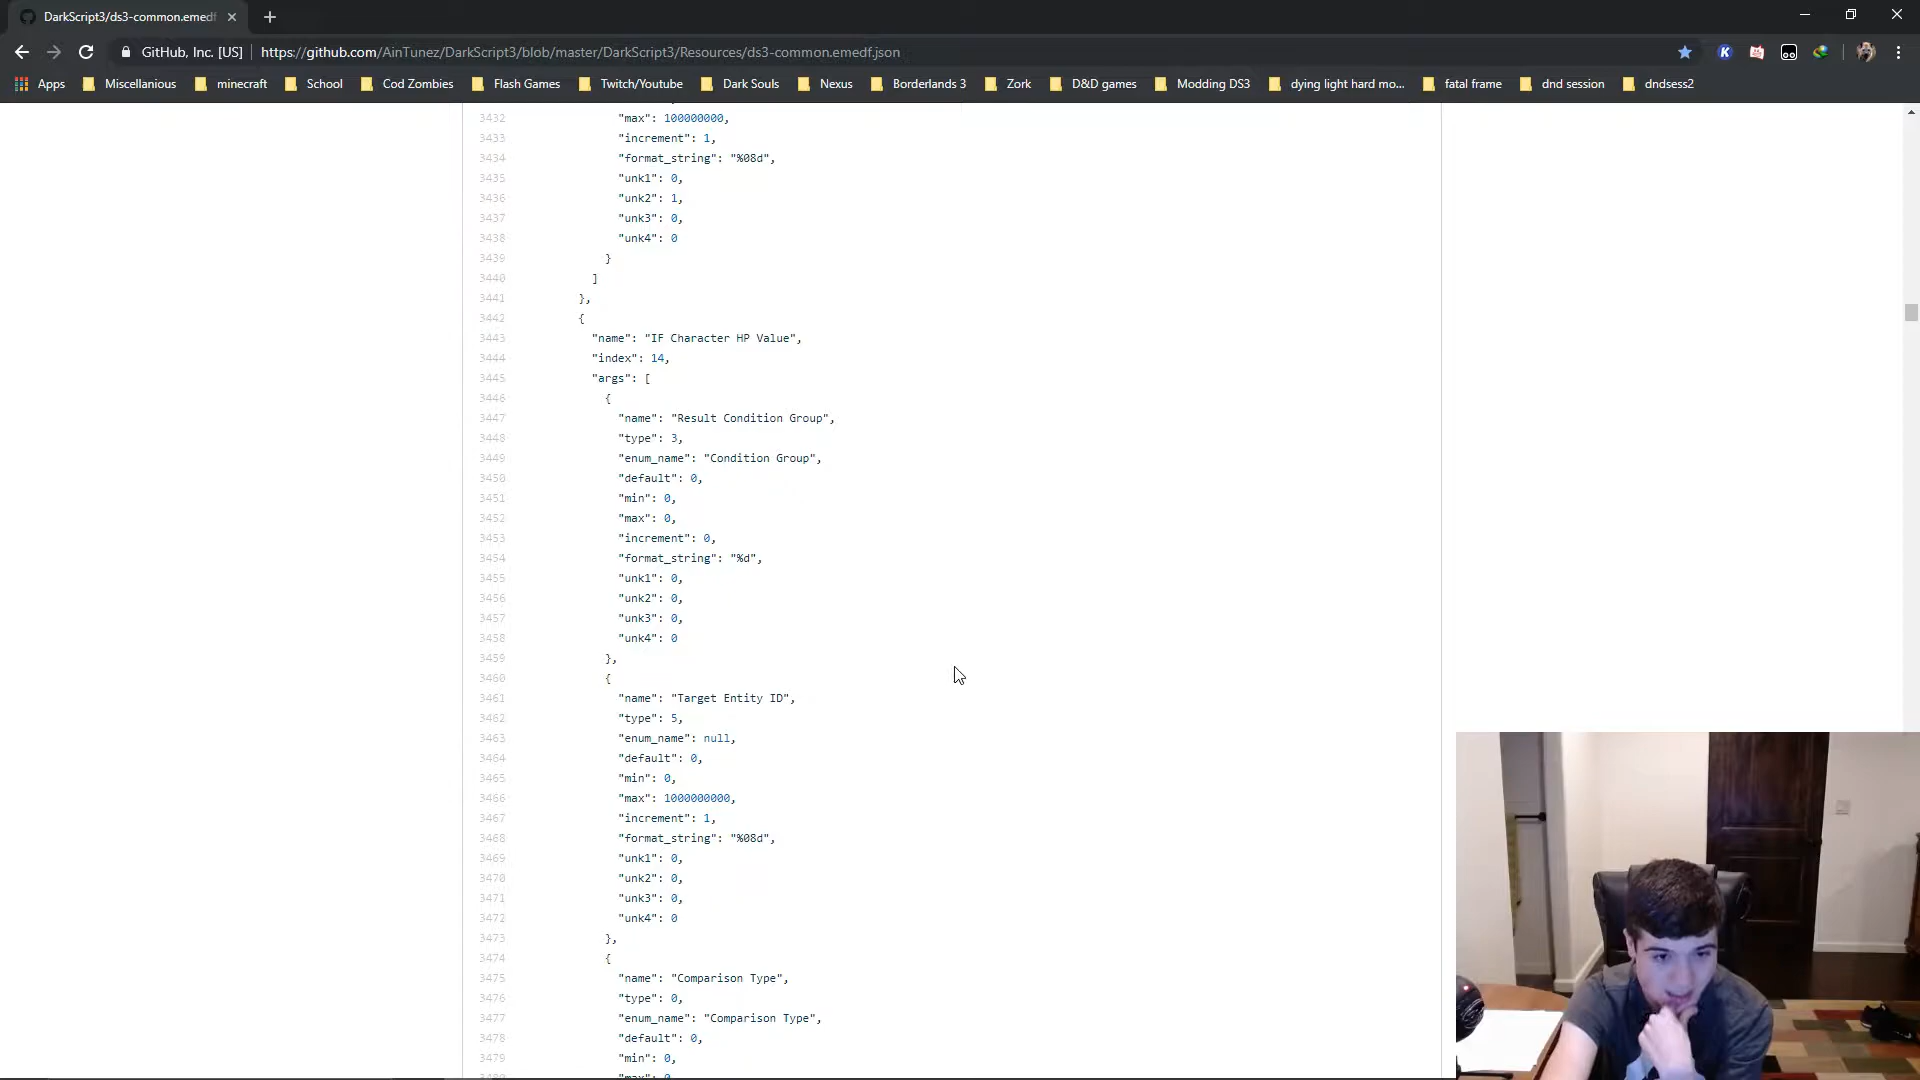 DarkScript3/ds3-common.emedf
GitHub, Inc. [US] https://github.com/AinTunez/DarkScript3/blob/master/DarkScript3/Resources/ds3-common.emedf.json
Apps Miscellanious minecraft School Cod Zombies Flash Games Twitch/Youtube Dark Souls Nexus Borderlands 3 Zork D&D games Modding DS3 dying light hard mo... fatal frame dnd session dndsess2
3432 "max": 100000000,
3433 "increment": 1,
3434 "format_string": "%08d",
3435 "unk1": 0,
3436 "unk2": 1,
3437 "unk3": 0,
3438 "unk4": 0
3439 }
3440 ]
3441 },
3442 {
3443 "name": "IF Character HP Value",
3444 "index": 14,
3445 "args": [
3446 {
3447 "name": "Result Condition Group",
3448 "type": 3,
3449 "enum_name": "Condition Group",
3450 "default": 0,
3451 "min": 0,
3452 "max": 0,
3453 "increment": 0,
3454 "format_string": "%d",
3455 "unk1": 0,
3456 "unk2": 0,
3457 "unk3": 0,
3458 "unk4": 0
3459 },
3460 {
3461 "name": "Target Entity ID",
3462 "type": 5,
3463 "enum_name": null,
3464 "default": 0,
3465 "min": 0,
3466 "max": 1000000000,
3467 "increment": 1,
3468 "format_string": "%08d",
3469 "unk1": 0,
3470 "unk2": 0,
3471 "unk3": 0,
3472 "unk4": 0
3473 },
3474 {
3475 "name": "Comparison Type",
3476 "type": 0,
3477 "enum_name": "Comparison Type",
3478 "default": 0,
3479 "min": 0,